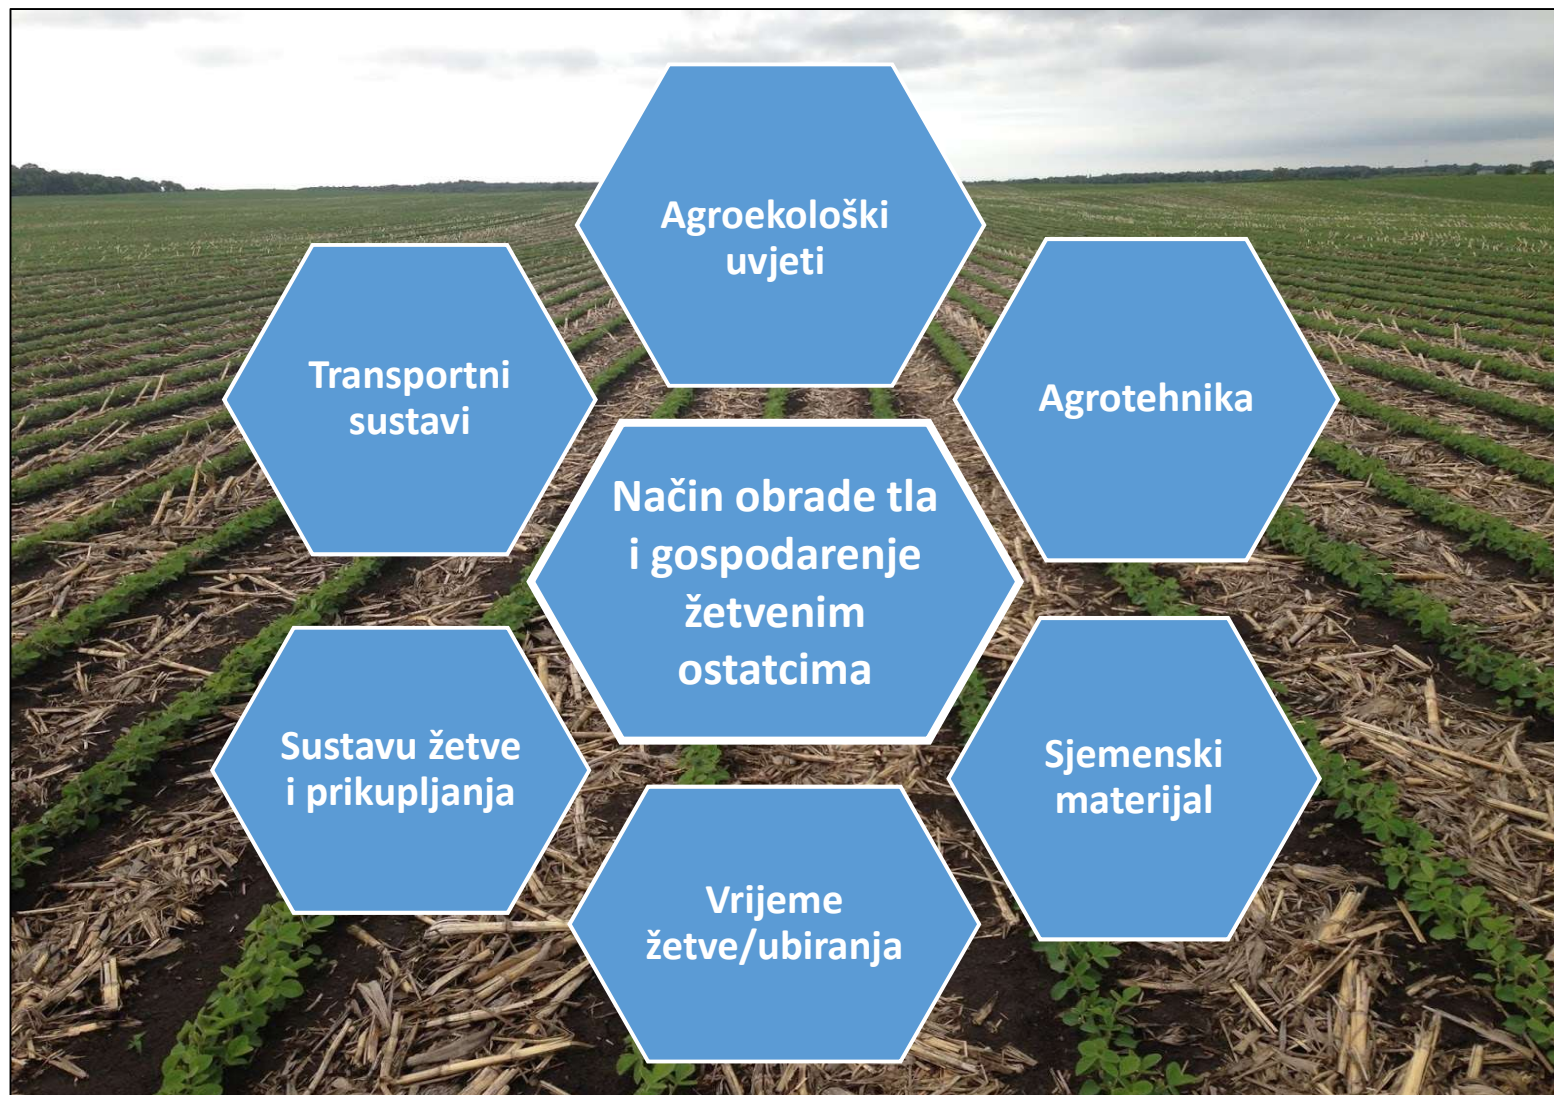 Agroekološki
uvjeti
Transportni
sustavi
Agrotehnika
Način obrade tla
i gospodarenje
žetvenim
ostatcima
Sustavu žetve
i prikupljanja
Sjemenski
materijal
Vrijeme
žetve/ubiranja